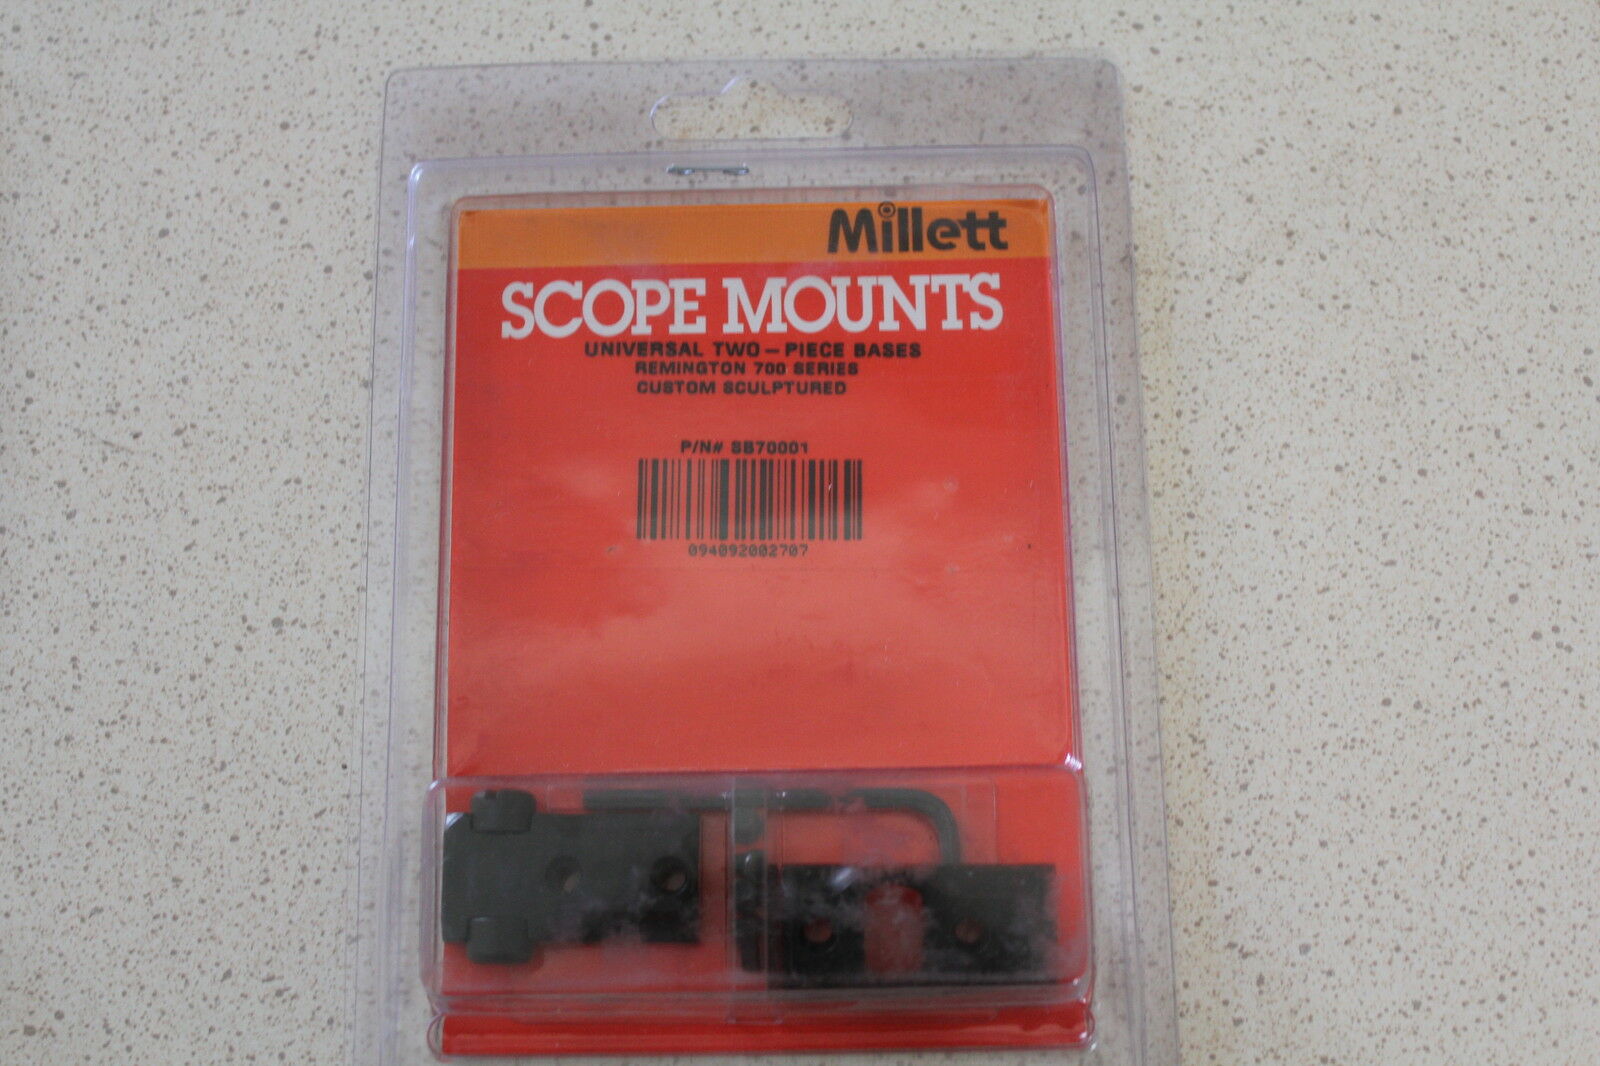 Millett
SCOPE MOUNTS
UNIVERSAL TWO-PIECE BASES
REMINGTON 700 SERIES
CUSTOM SCULPTURED
P/N# SB70001
094092002707